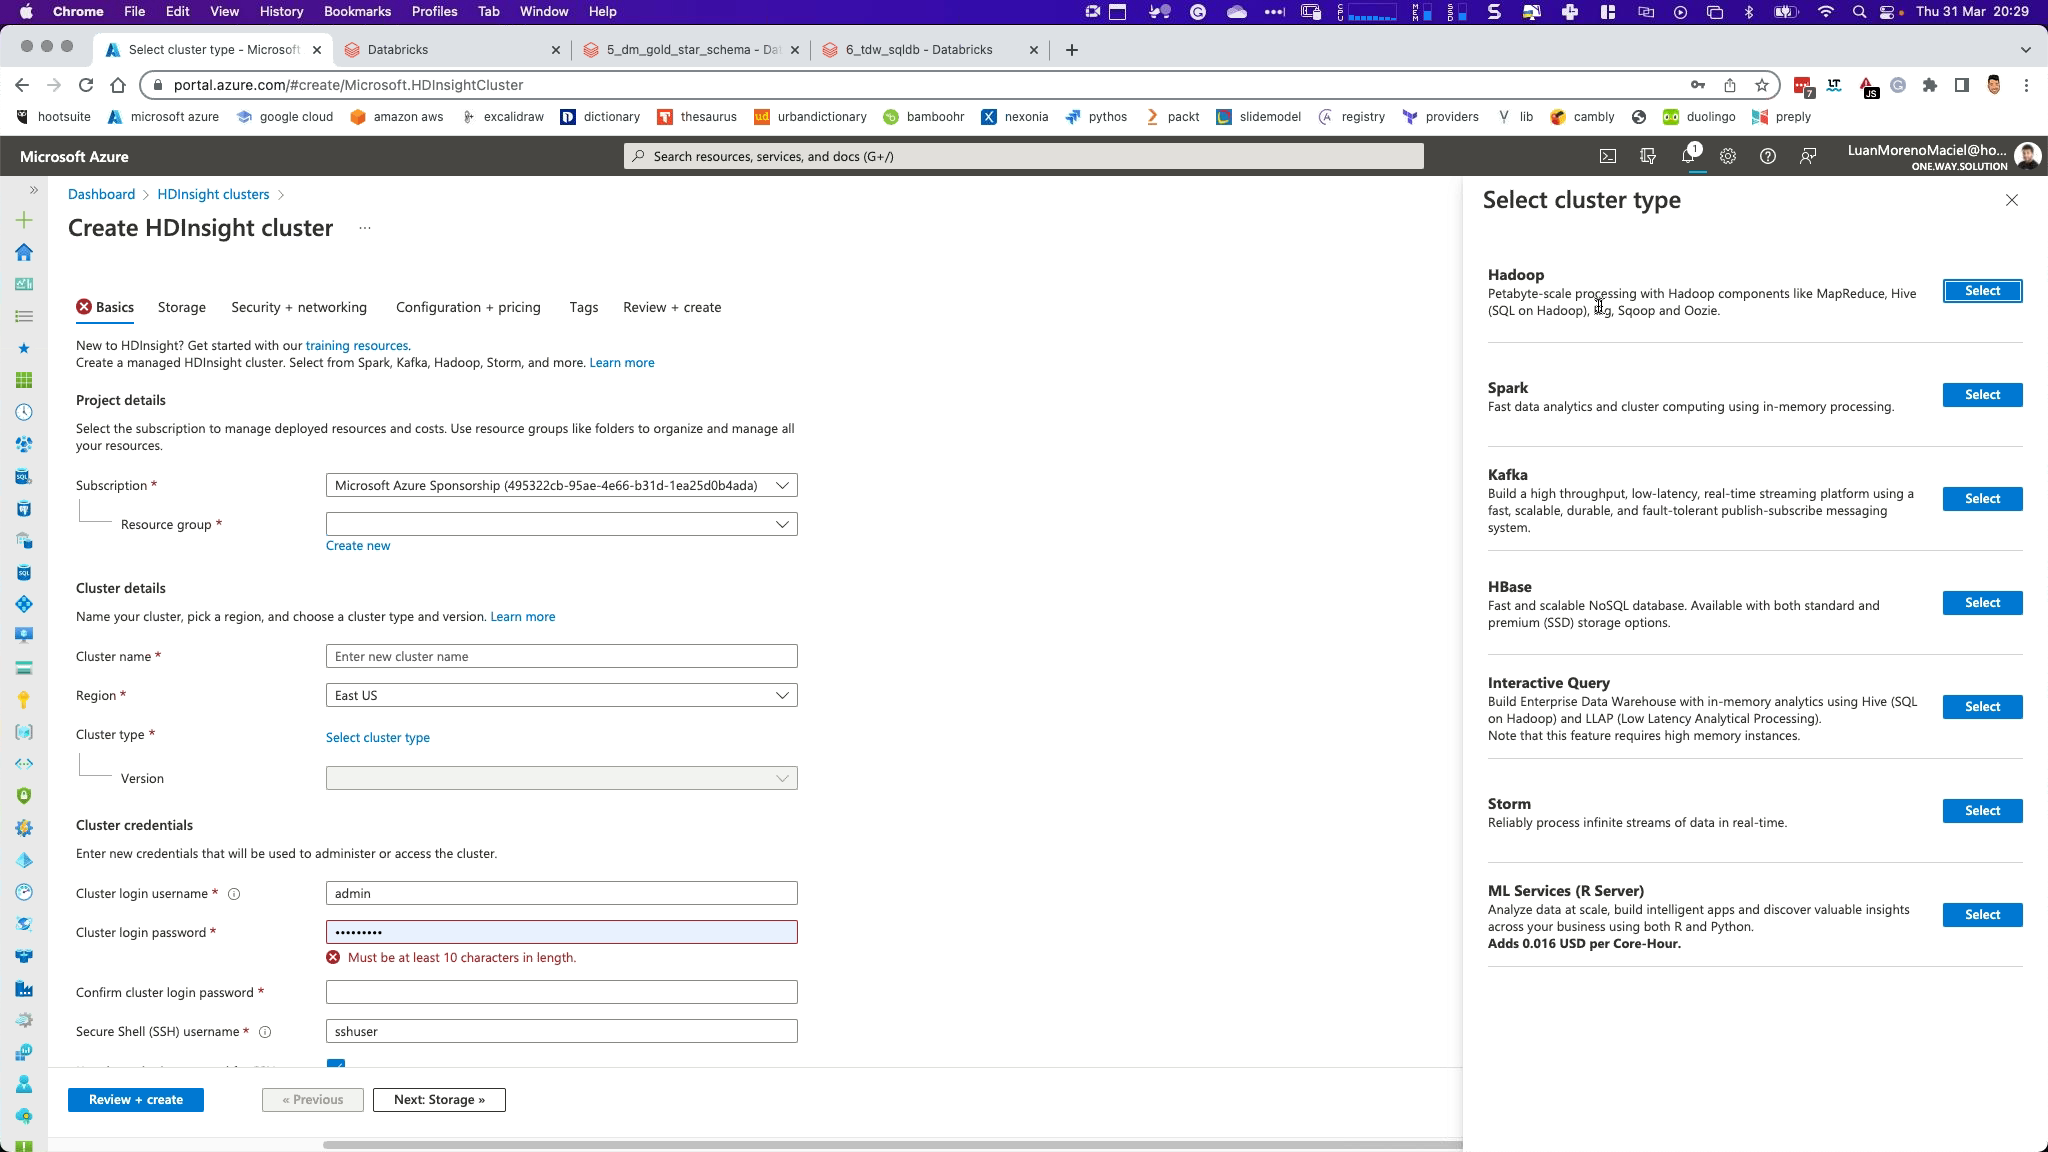 Chrome File Edit View History Bookmarks Profiles Tab Window Help
Thu 31 Mar 20:29
Select cluster type - Microsoft
Databricks
5_dm_gold_star_schema - Dat
6_tdw_sqldb - Databricks
portal.azure.com/#create/Microsoft.HDInsightCluster
hootsuite microsoft azure google cloud amazon aws excalidraw dictionary thesaurus urbandictionary bamboohr nexonia pythos packt slidemodel registry providers lib cambly duolingo preply
Microsoft Azure
Search resources, services, and docs (G+/)
1
LuanMorenoMaciel@ho...
ONE.WAY.SOLUTION
Dashboard > HDInsight clusters >
Create HDInsight cluster ...
Basics Storage Security + networking Configuration + pricing Tags Review + create
New to HDInsight? Get started with our training resources.
Create a managed HDInsight cluster. Select from Spark, Kafka, Hadoop, Storm, and more. Learn more
Project details
Select the subscription to manage deployed resources and costs. Use resource groups like folders to organize and manage all
your resources.
Subscription *
Microsoft Azure Sponsorship (495322cb-95ae-4e66-b31d-1ea25d0b4ada)
Resource group *
Create new
Cluster details
Name your cluster, pick a region, and choose a cluster type and version. Learn more
Cluster name *
Enter new cluster name
Region *
East US
Cluster type *
Select cluster type
Version
Cluster credentials
Enter new credentials that will be used to administer or access the cluster.
Cluster login username *
admin
Cluster login password *
•••••••••
Must be at least 10 characters in length.
Confirm cluster login password *
Secure Shell (SSH) username *
sshuser
Review + create
« Previous
Next: Storage »
Select cluster type
Hadoop
Petabyte-scale processing with Hadoop components like MapReduce, Hive
(SQL on Hadoop), Sqoop and Oozie.
Select
Spark
Fast data analytics and cluster computing using in-memory processing.
Select
Kafka
Build a high throughput, low-latency, real-time streaming platform using a
fast, scalable, durable, and fault-tolerant publish-subscribe messaging
system.
Select
HBase
Fast and scalable NoSQL database. Available with both standard and
premium (SSD) storage options.
Select
Interactive Query
Build Enterprise Data Warehouse with in-memory analytics using Hive (SQL
on Hadoop) and LLAP (Low Latency Analytical Processing).
Note that this feature requires high memory instances.
Select
Storm
Reliably process infinite streams of data in real-time.
Select
ML Services (R Server)
Analyze data at scale, build intelligent apps and discover valuable insights
across your business using both R and Python.
Adds 0.016 USD per Core-Hour.
Select